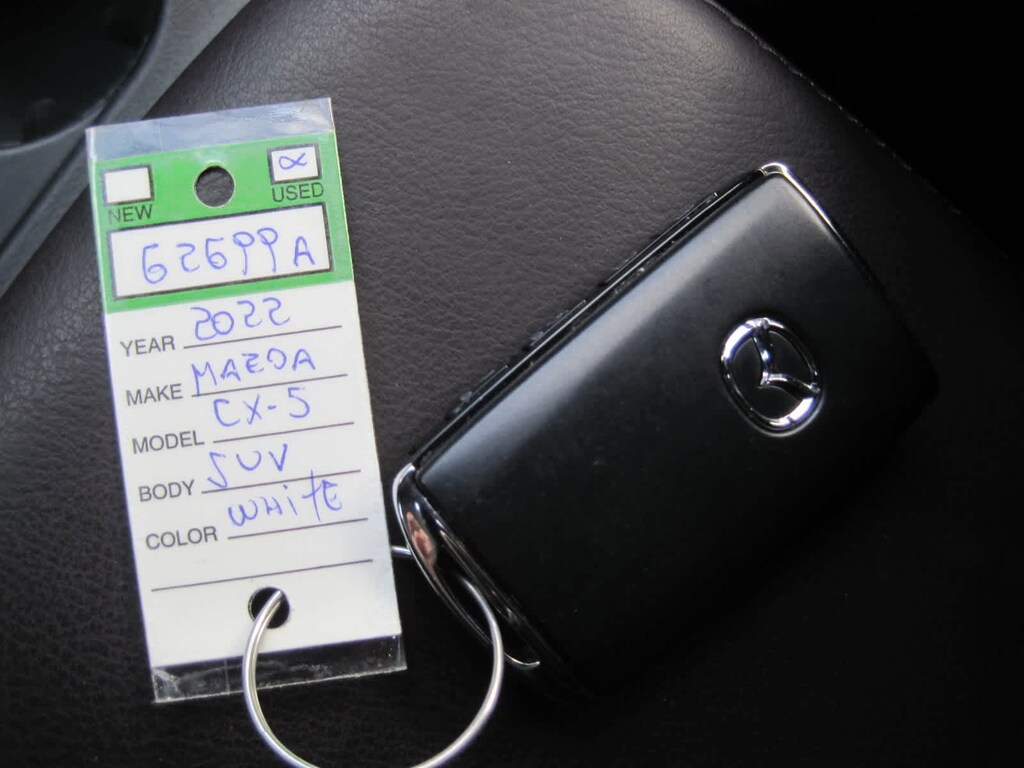 NEW USED
62699A
YEAR 2022
MAKE MAZDA
MODEL CX-5
BODY SUV
COLOR WHITE